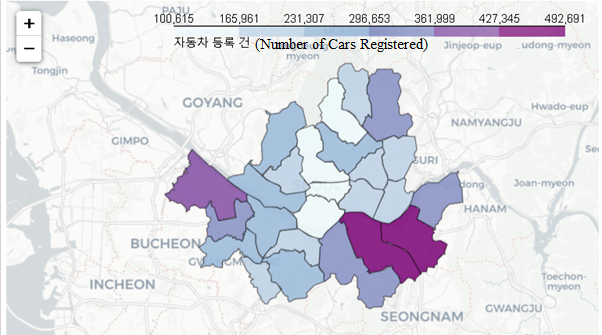 PAJU
100,615 165,961 231,307 296,653 361,999 427,345 492,691
+
Haseong
자동차 등록 건 (Number of Cars Registered)
Jinjeop-eup
udong-myeon
−
myeon
Tongjin
GOYANG
Hwado-eup
GIMPO
NAMYANGJU
GURI
dong
Joan-myeon
HANAM
BUCHEON
Toechon-
myeon
INCHEON
GWANGJU
SEONGNAM